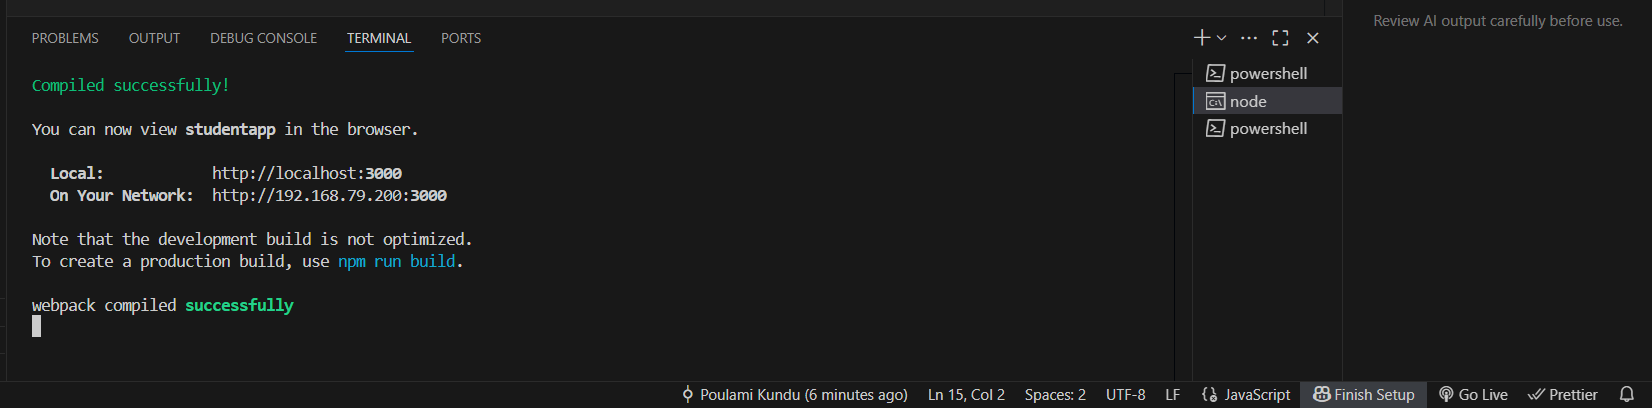 Review AI output carefully before use.
PROBLEMS OUTPUT DEBUG CONSOLE TERMINAL PORTS
Compiled successfully!
You can now view studentapp in the browser.
Local: http://localhost:3000
On Your Network: http://192.168.79.200:3000
Note that the development build is not optimized.
To create a production build, use npm run build.
webpack compiled successfully
powershell
node
powershell
Poulami Kundu (6 minutes ago) Ln 15, Col 2 Spaces: 2 UTF-8 LF JavaScript Finish Setup Go Live Prettier